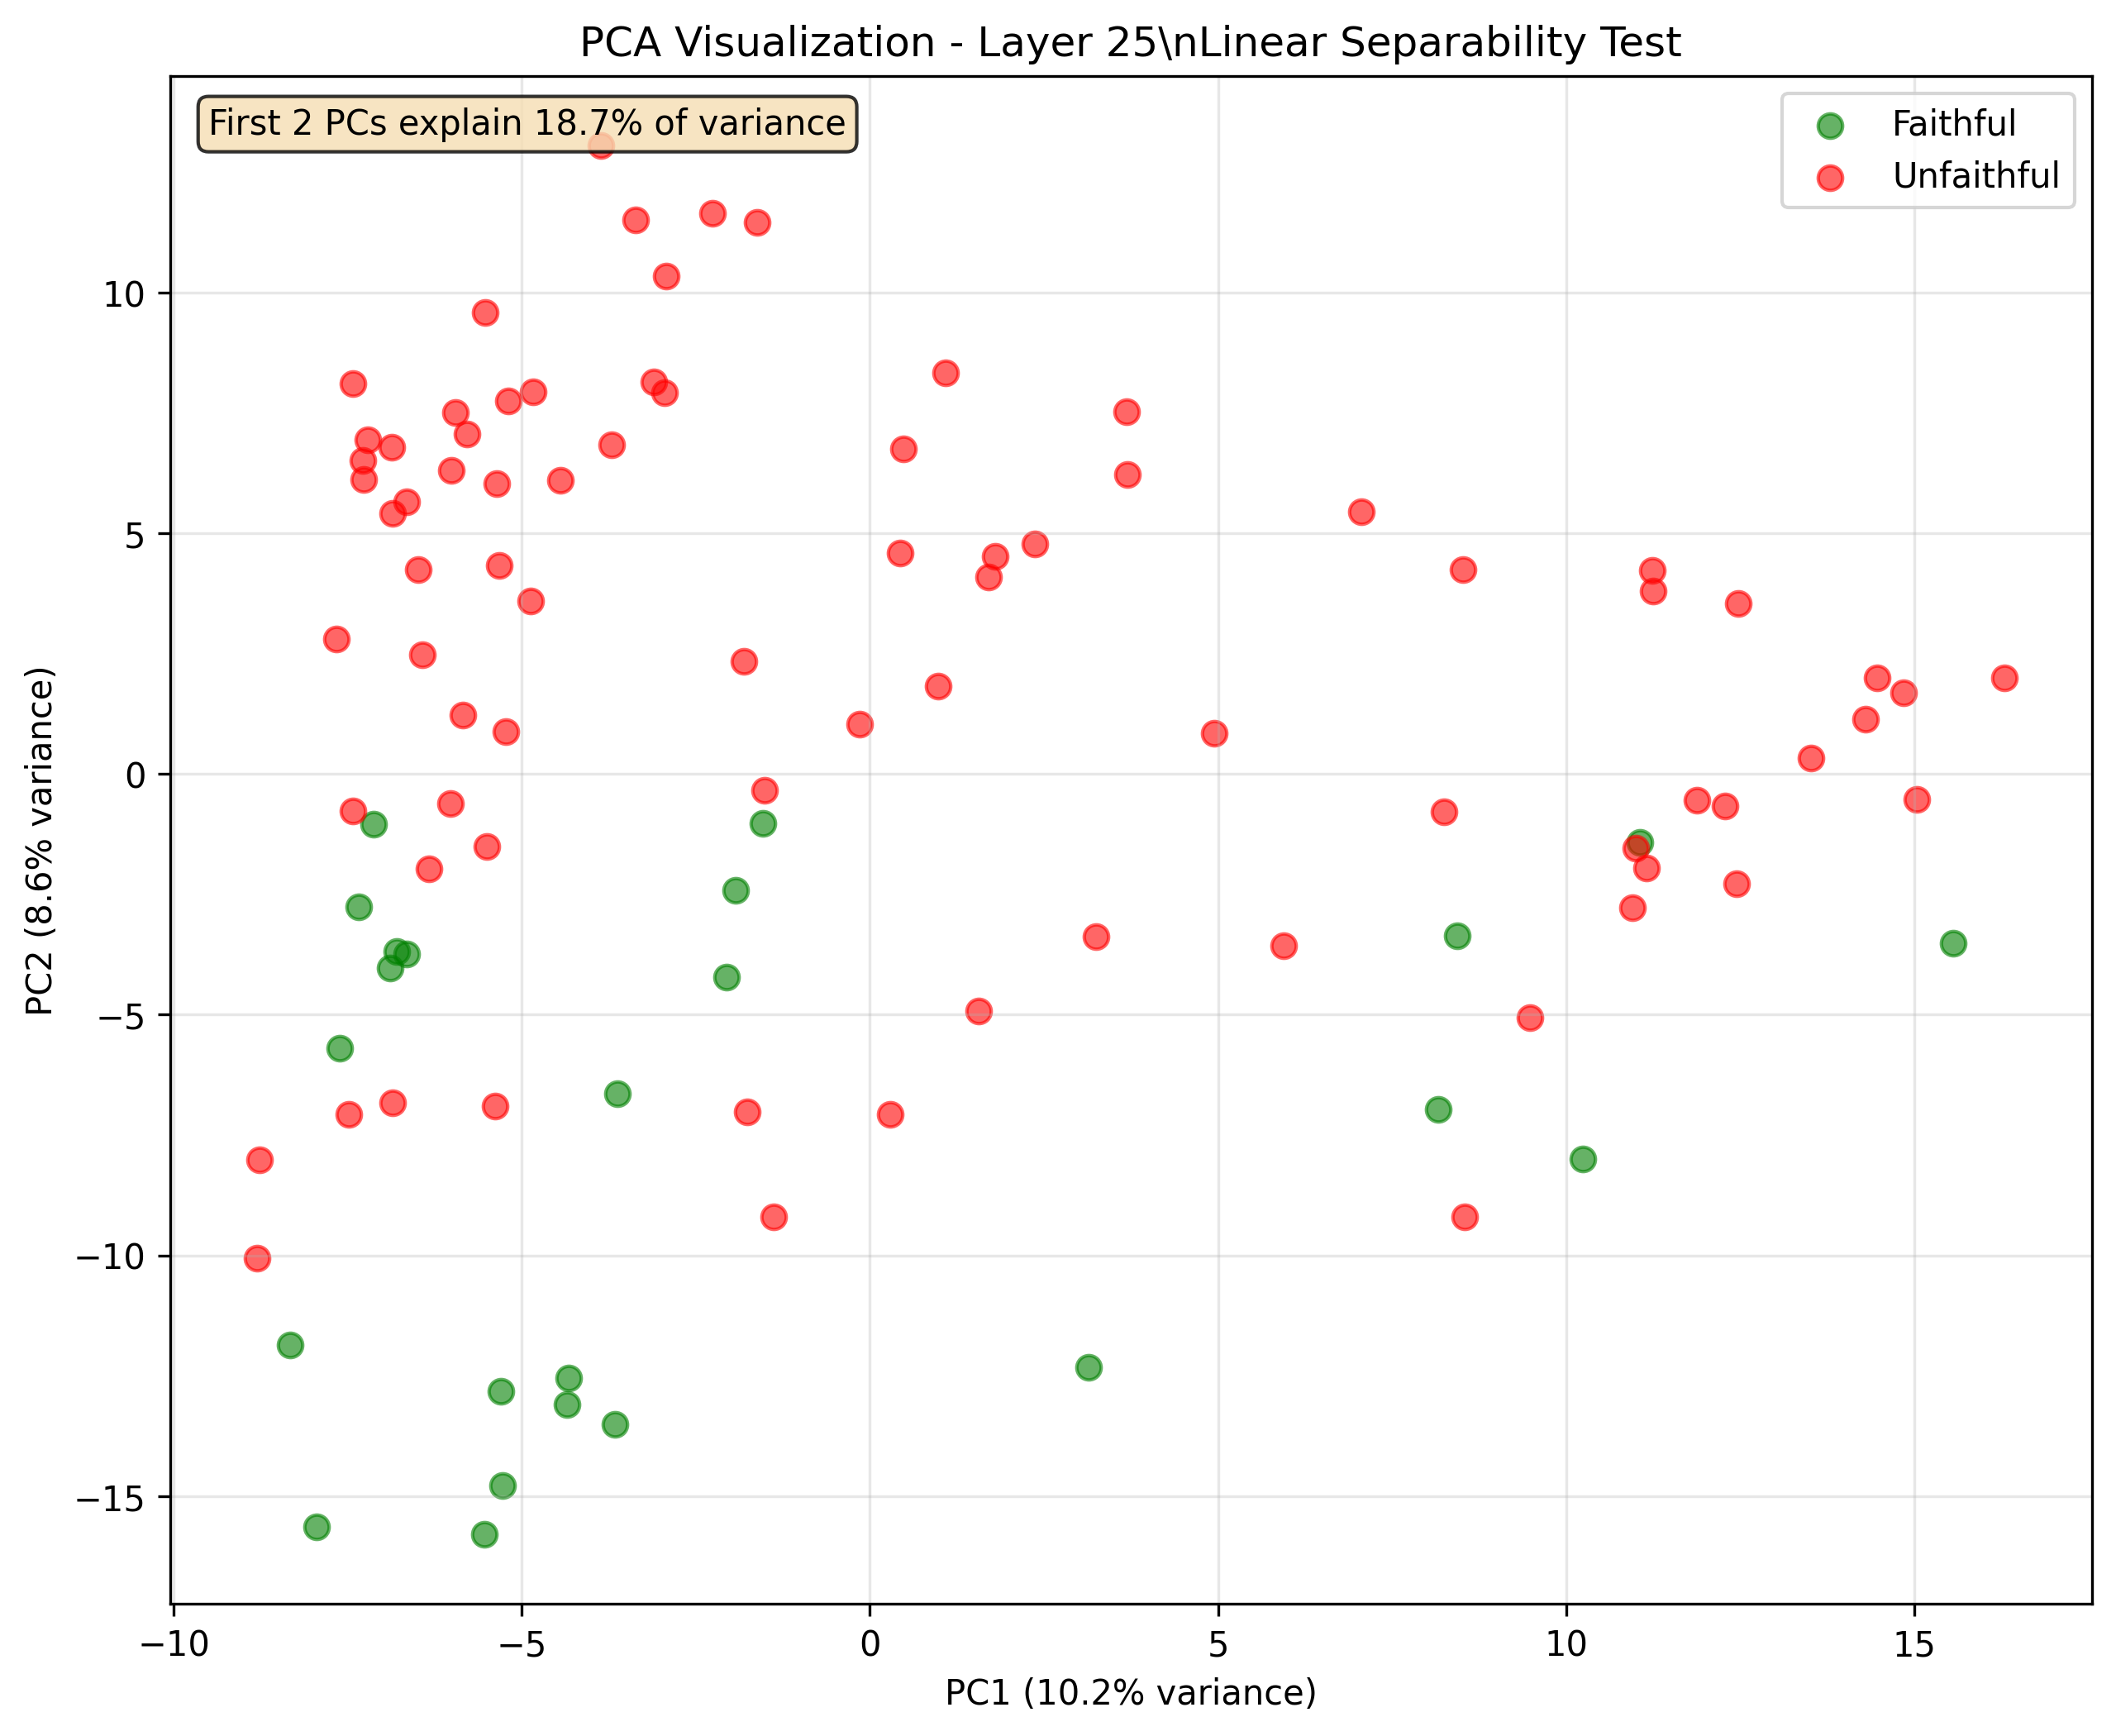 PCA Visualization - Layer 25\nLinear Separability Test
First 2 PCs explain 18.7% of variance
Faithful
Unfaithful
PC2 (8.6% variance)
10
5
0
−5
−10
−15
−10
−5
0
5
10
15
PC1 (10.2% variance)